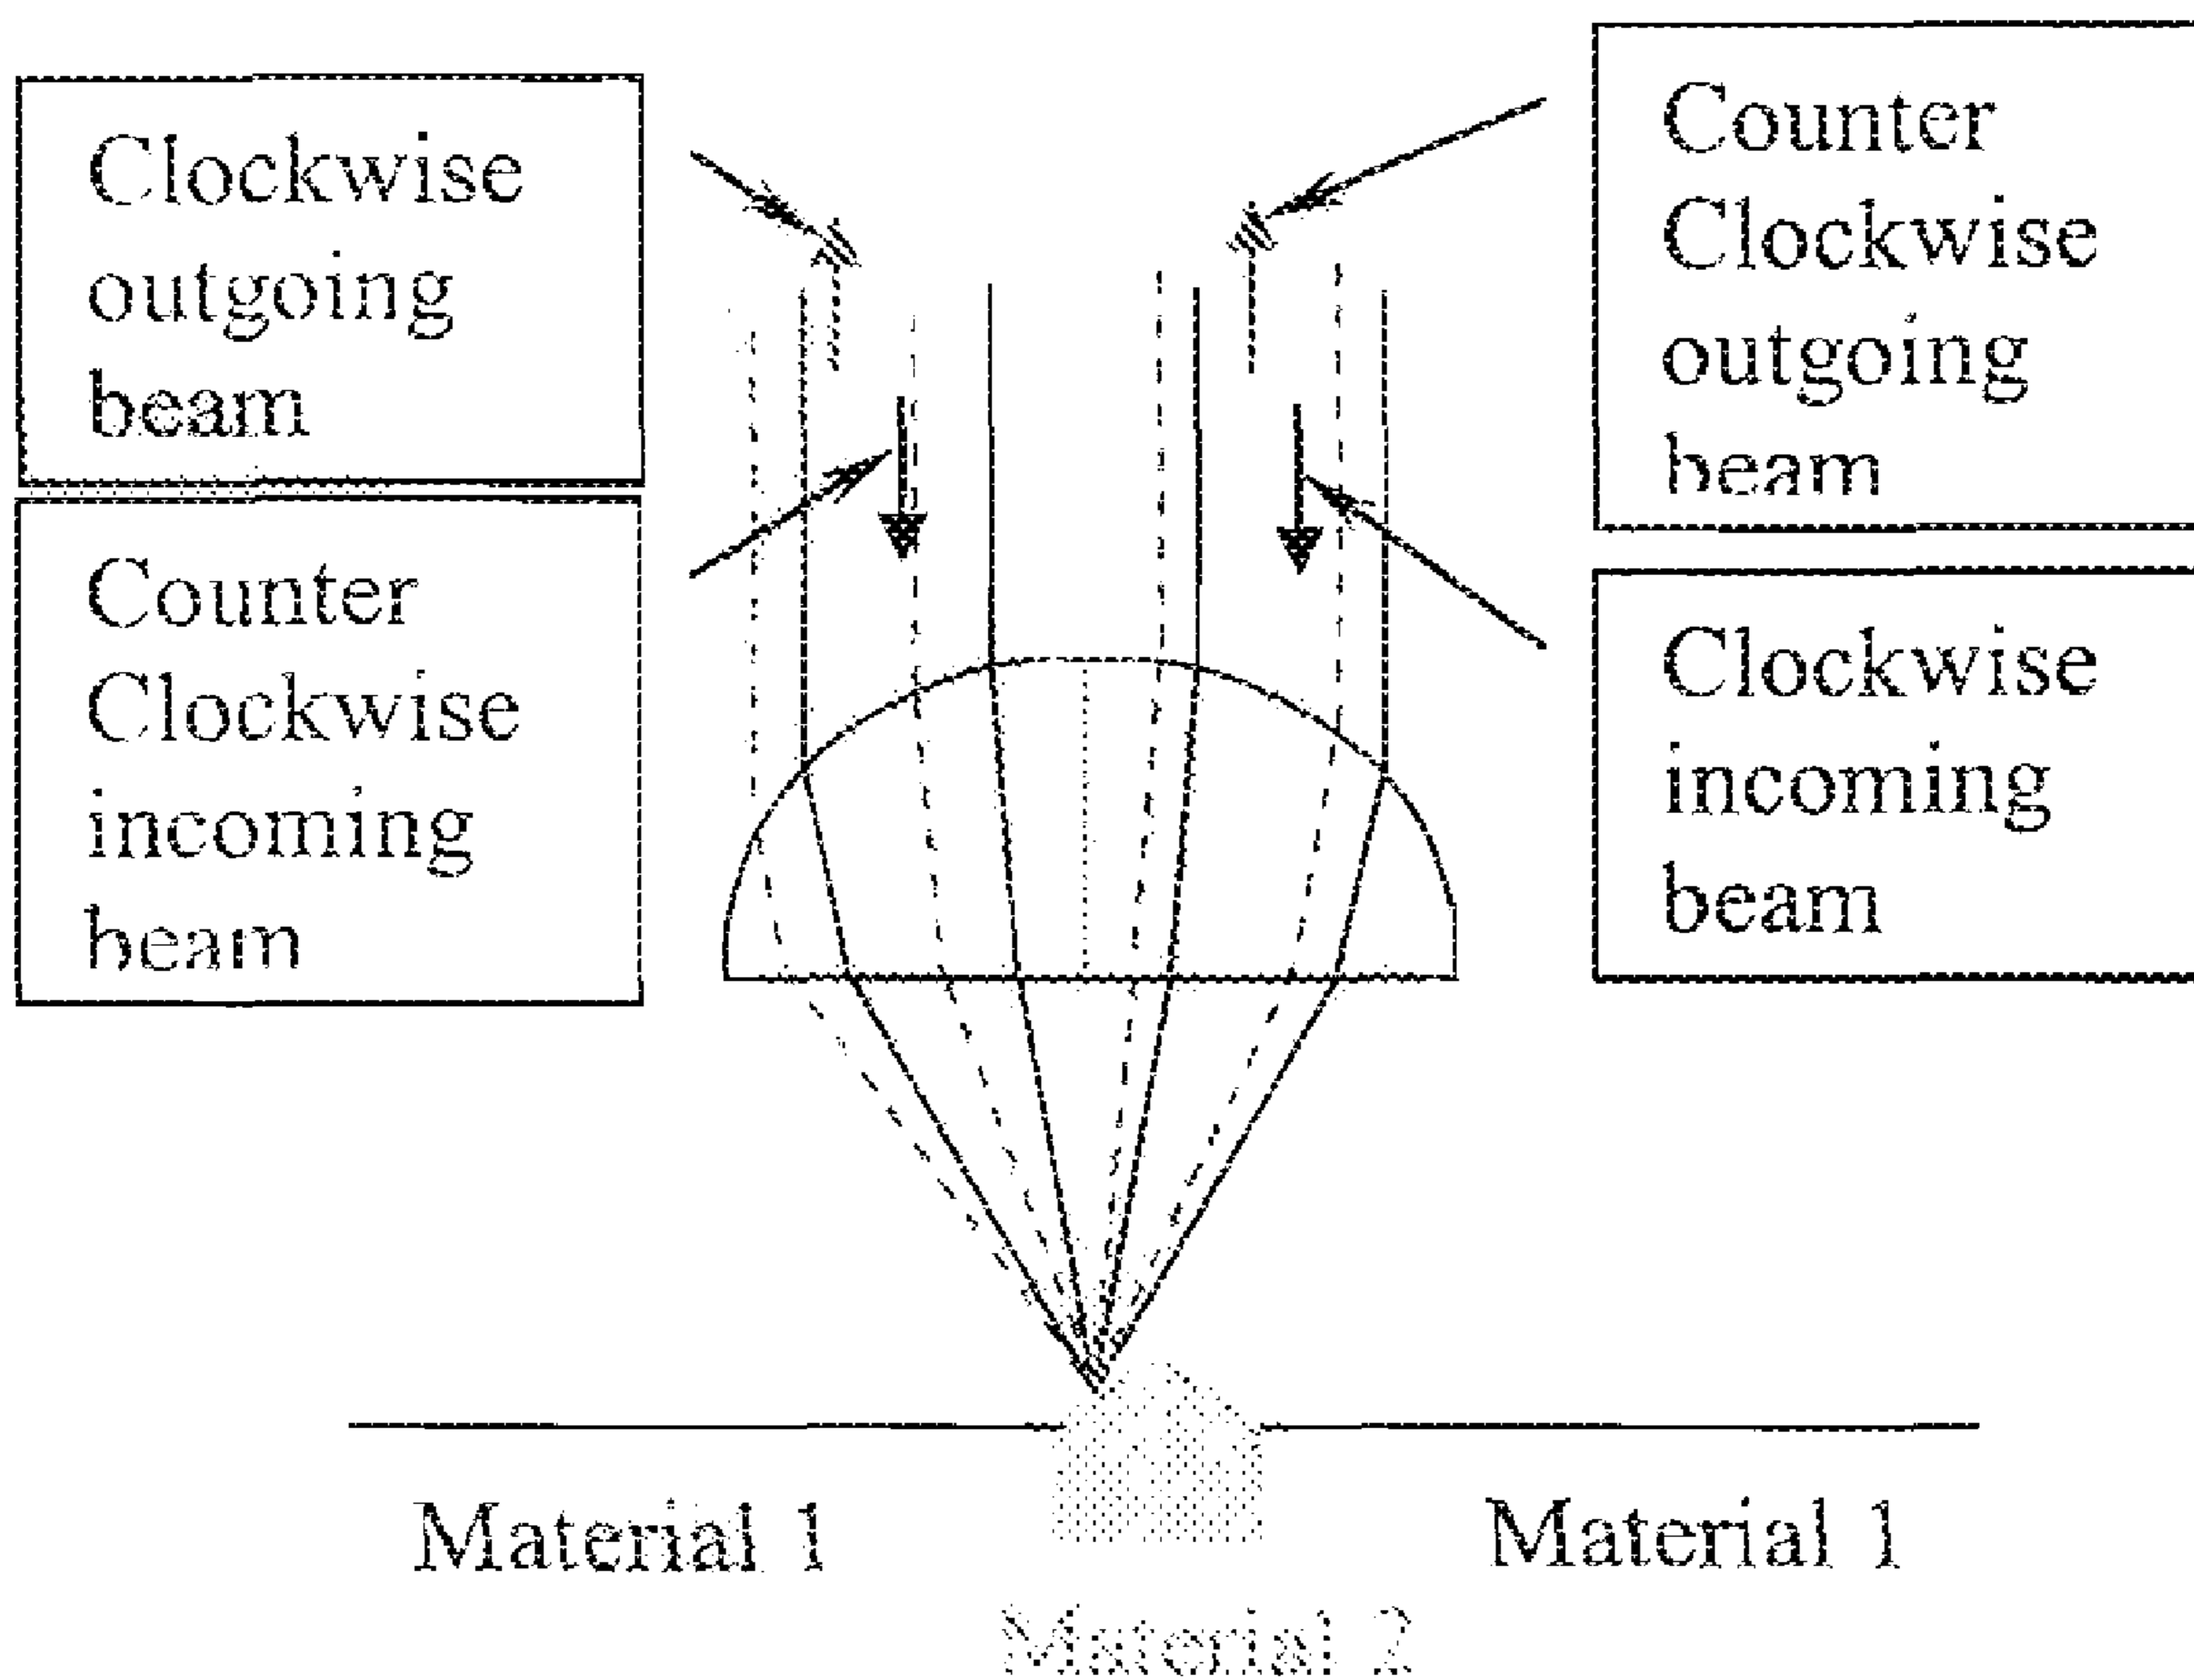 Clockwise
outgoing
beam
Counter
Clockwise
incoming
beam
Counter
Clockwise
outgoing
beam
Clockwise
incoming
beam
Material 1
Material 1
Material 2